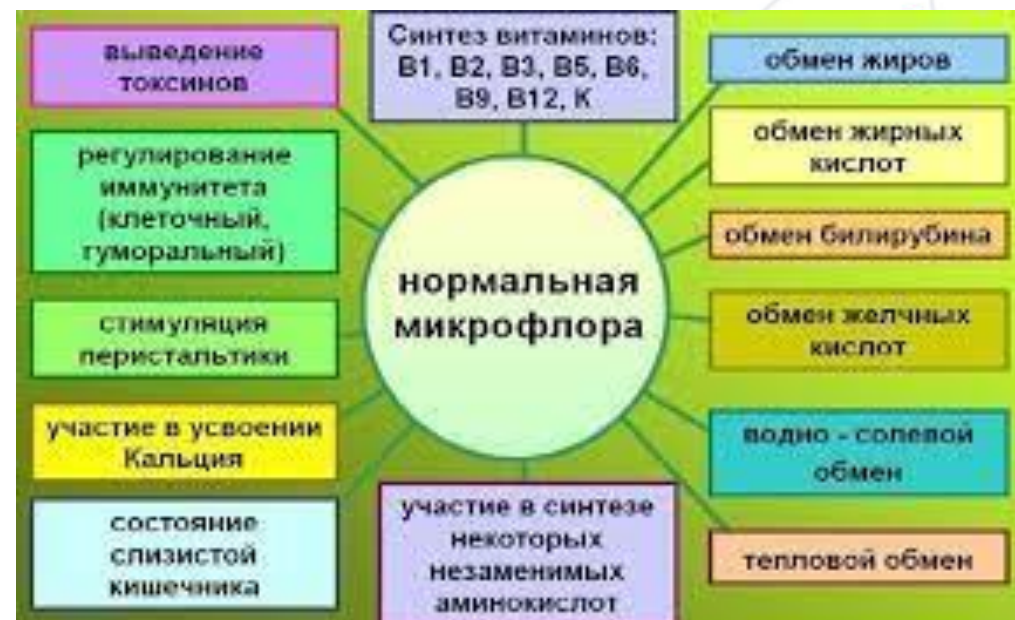 выведение
токсинов
регулирование
иммунитета
(клеточный,
гуморальный)
стимуляция
перистальтики
участие в усвоении
Кальция
состояние
слизистой
кишечника
Синтез витаминов:
В1, В2, В3, В5, В6,
В9, В12, К
нормальная
микрофлора
участие в синтезе
некоторых
незаменимых
аминокислот
обмен жиров
обмен жирных
кислот
обмен билирубина
обмен желчных
кислот
водно - солевой
обмен
тепловой обмен